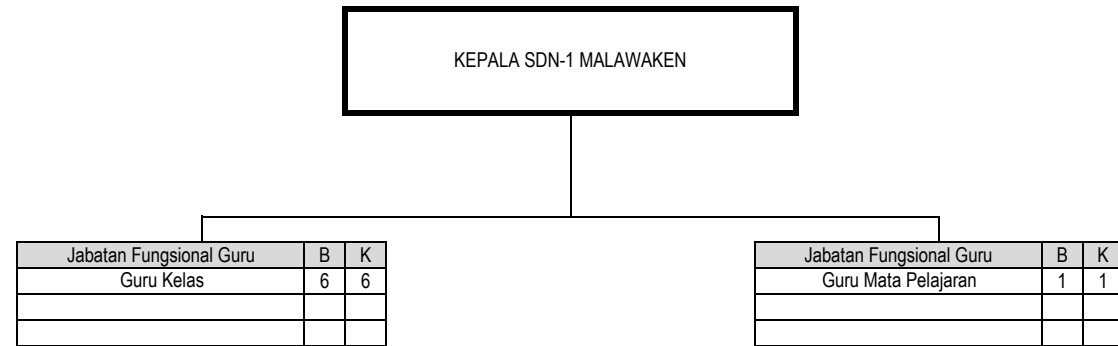 KEPALA SDN-1 MALAWAKEN
Jabatan Fungsional Guru B K
Guru Kelas 6 6
Jabatan Fungsional Guru B K
Guru Mata Pelajaran 1 1